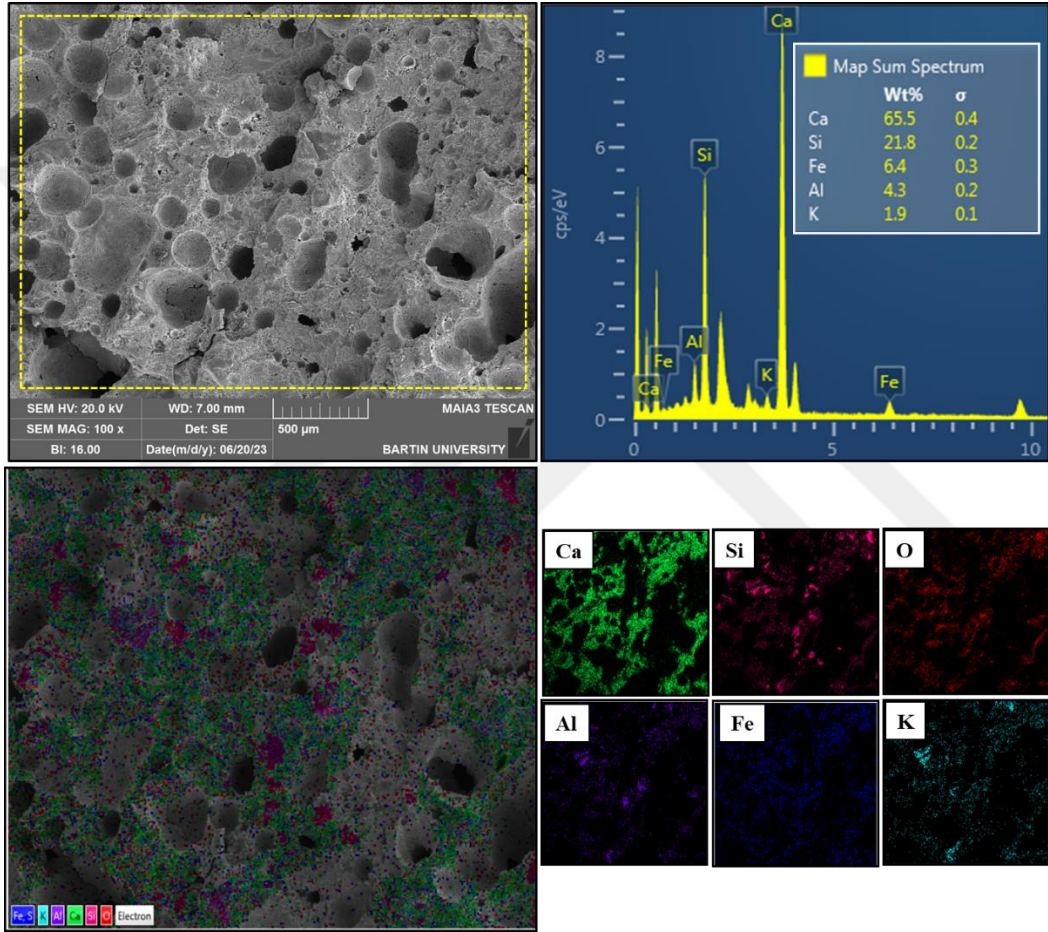 SEM HV: 20.0 kV WD: 7.00 mm MAIA3 TESCAN
SEM MAG: 100 x Det: SE 500 µm
BI: 16.00 Date(m/d/y): 06/20/23 BARTIN UNIVERSITY
cps/eV
8
6
4
2
0
0 5 10
Ca
Si
Al
Fe
Ca
K
Fe
Map Sum Spectrum
Wt% σ
Ca 65.5 0.4
Si 21.8 0.2
Fe 6.4 0.3
Al 4.3 0.2
K 1.9 0.1
Fe, S K Al Ca Si O Electron
Ca Si O
Al Fe K